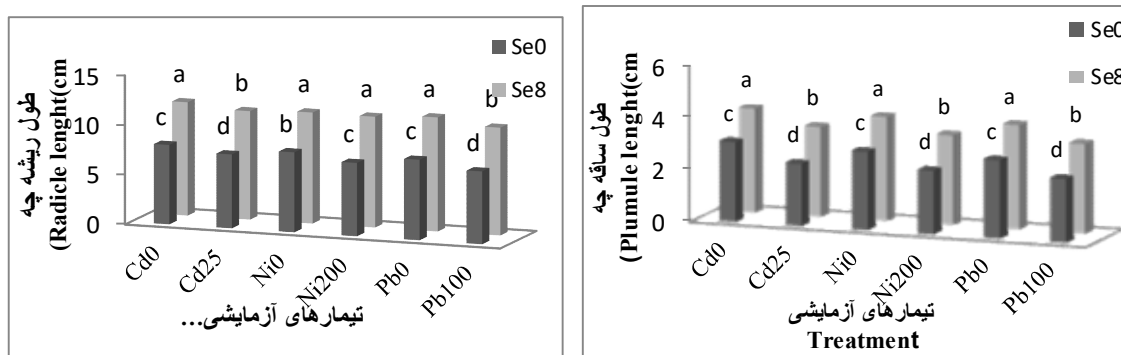 Se0
Se8
15
10
5
0
a
b
a
a
a
b
c
d
b
c
c
d
طول ریشه چه
(Radicle lenght(cm
Cd0
Cd25
Ni0
Ni200
Pb0
Pb100
تیمارهای آزمایشی...
Se0
Se8
6
4
2
0
a
b
a
b
a
b
c
d
c
d
c
d
طول ساقه چه
(Plumule lenght(cm
Cd0
Cd25
Ni0
Ni200
Pb0
Pb100
تیمارهای آزمایشی
Treatment